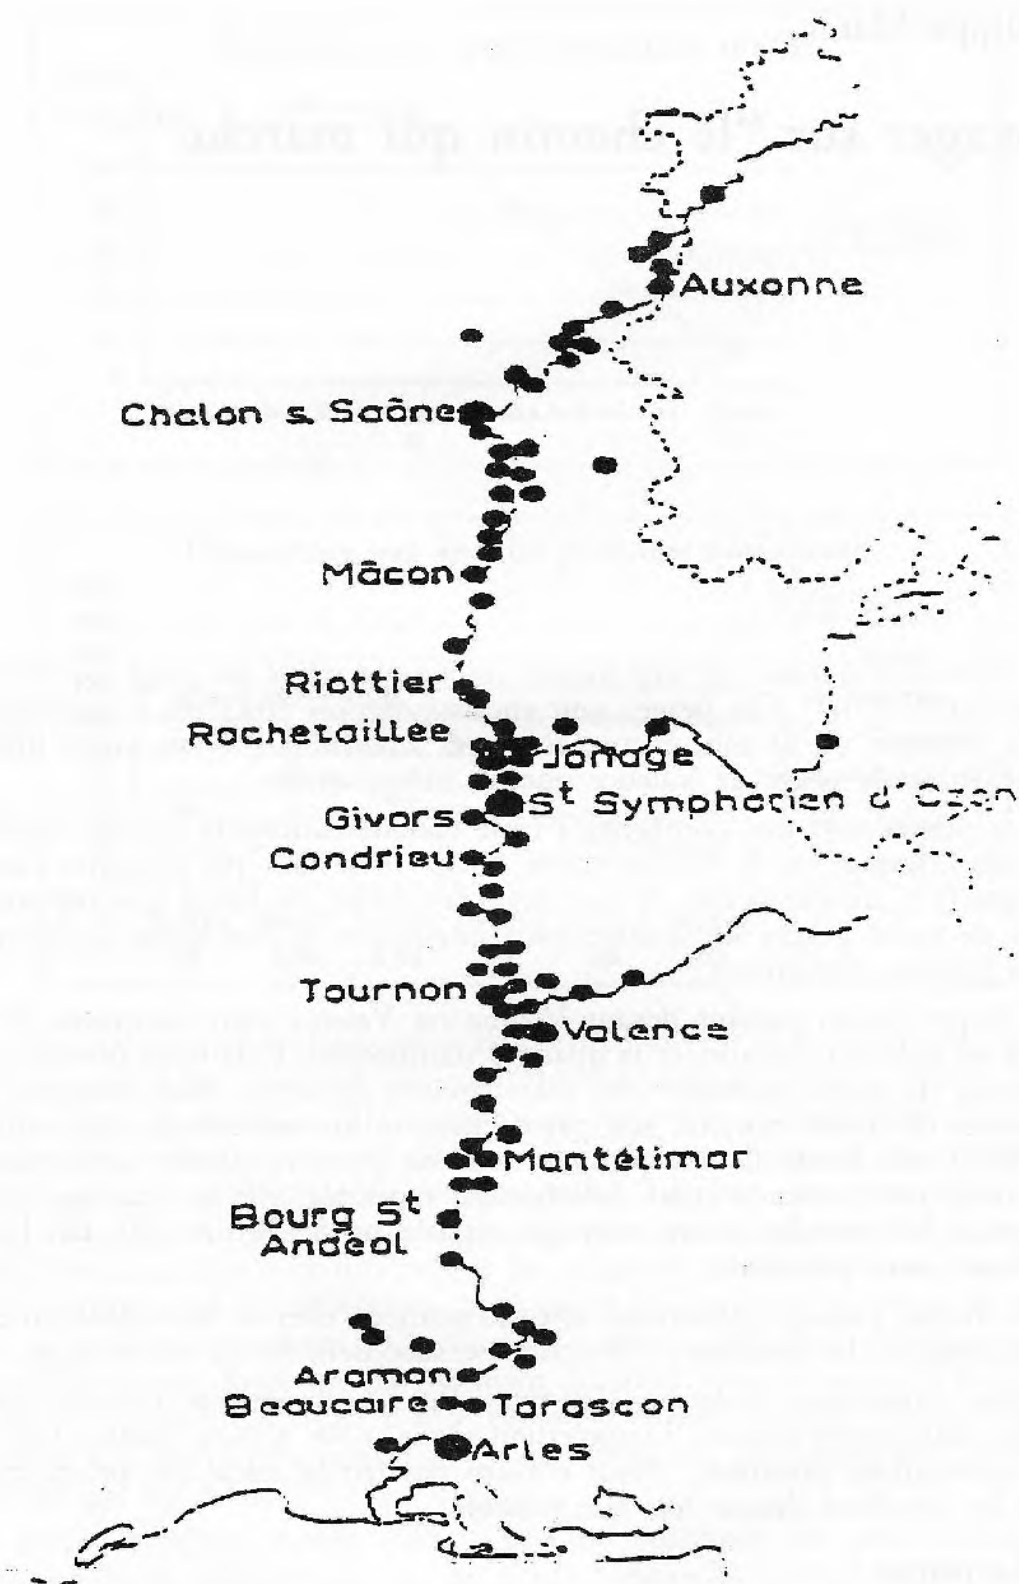 Auxonne
Chalon s. Saône
Mâcon
Riottier
Rochetaillee
Jonage
St Symphorien d'Ozon
Givors
Condrieu
Tournon
Valence
Montélimar
Bourg St
Andéol
Aramon
Beaucaire
Tarascon
Arles